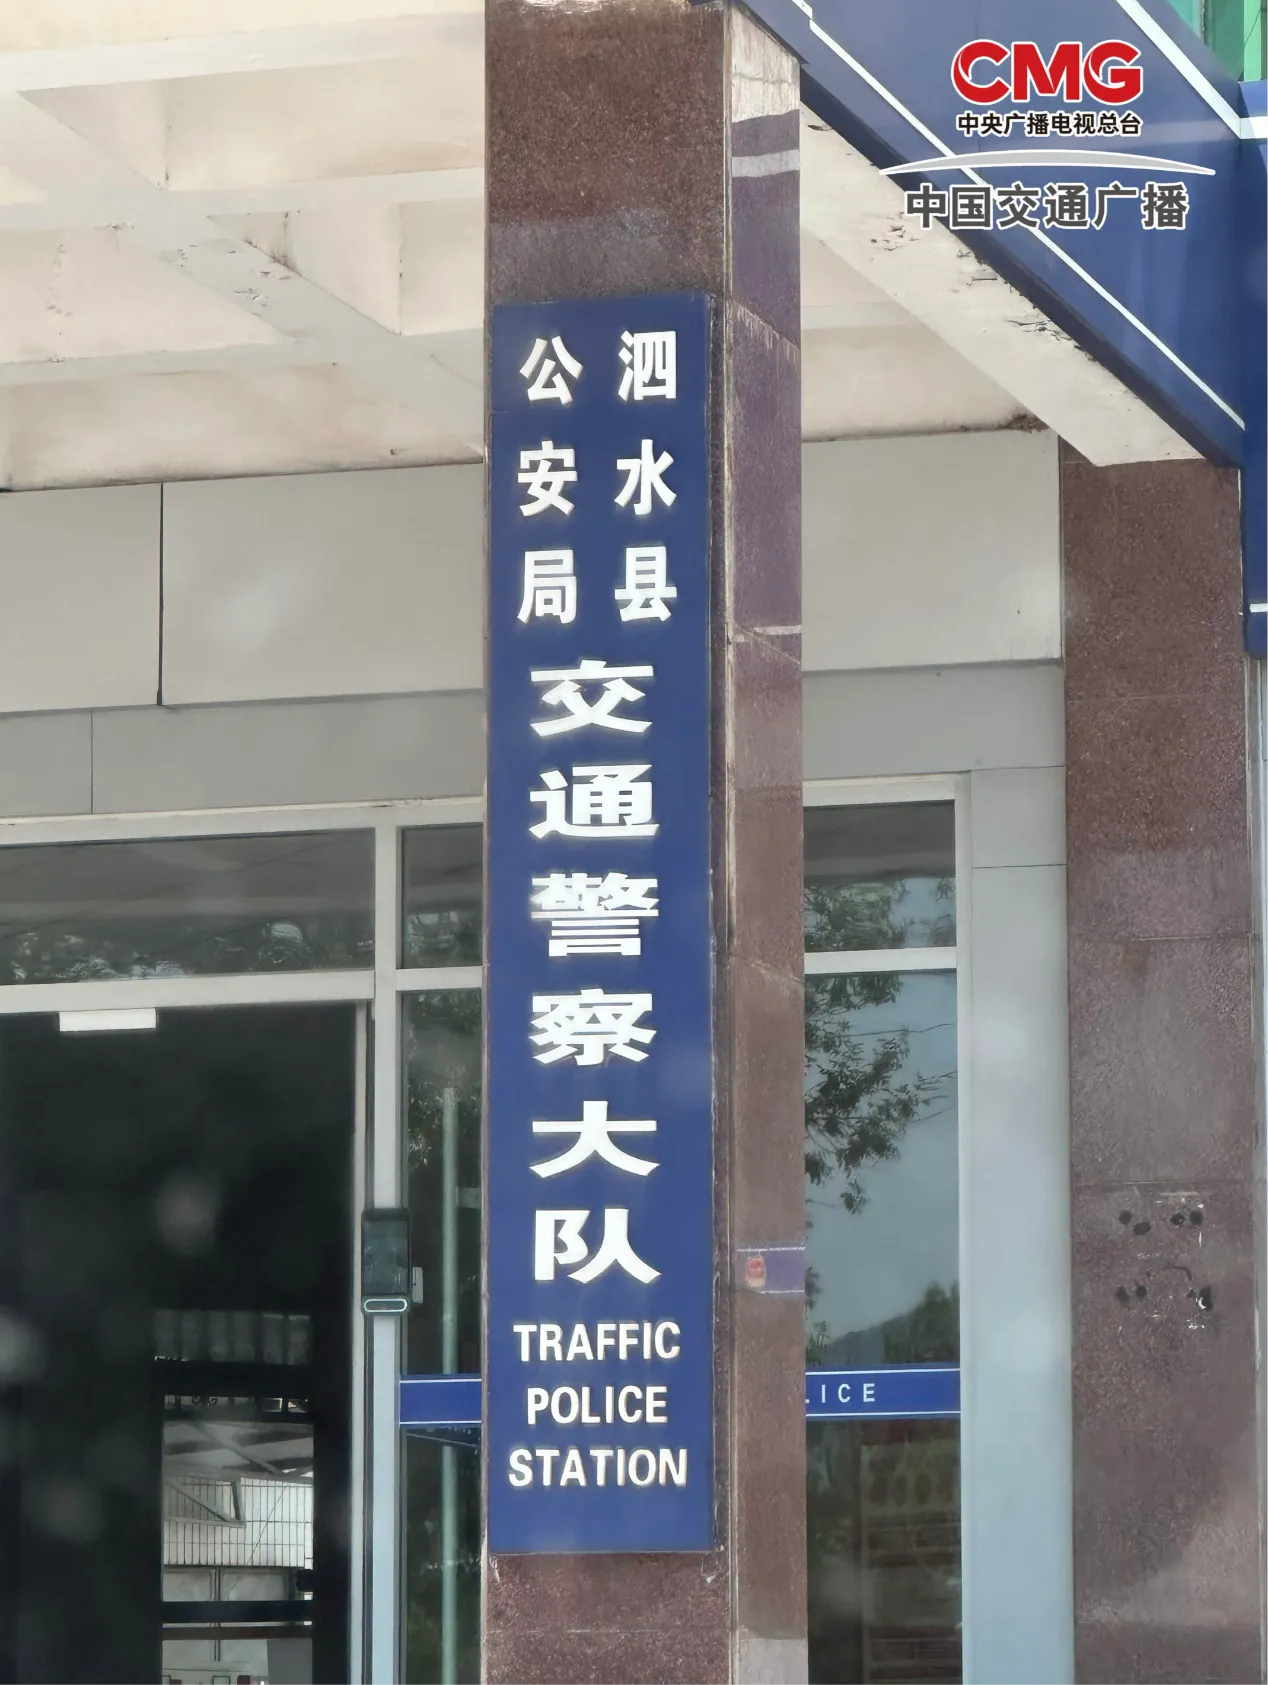 CMG
中央广播电视总台
中国交通广播
泗水县
公安局
交通警察大队
TRAFFIC
POLICE
STATION
LICE